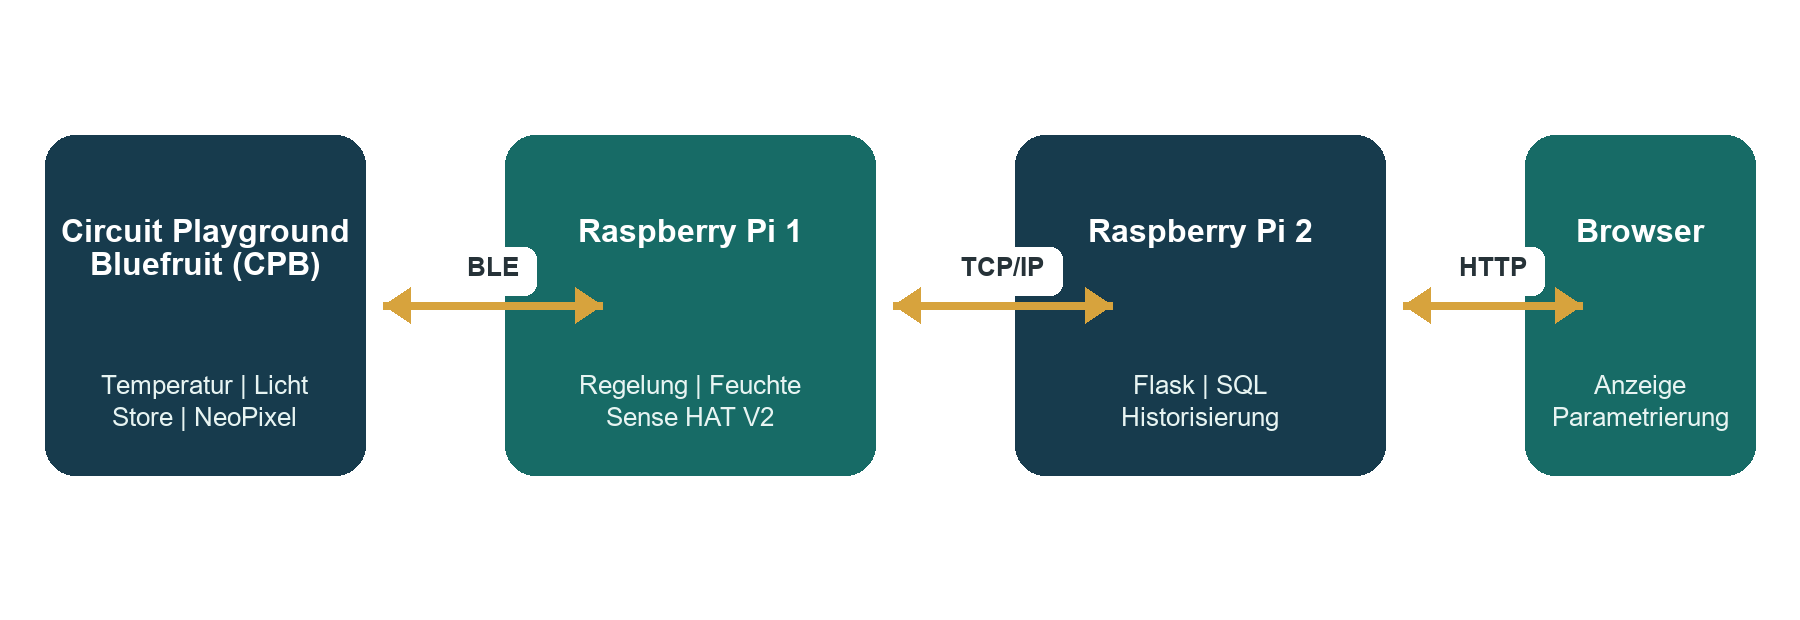 Circuit Playground
Bluefruit (CPB)
Temperatur | Licht
Store | NeoPixel
BLE
Raspberry Pi 1
Regelung | Feuchte
Sense HAT V2
TCP/IP
Raspberry Pi 2
Flask | SQL
Historisierung
HTTP
Browser
Anzeige
Parametrierung